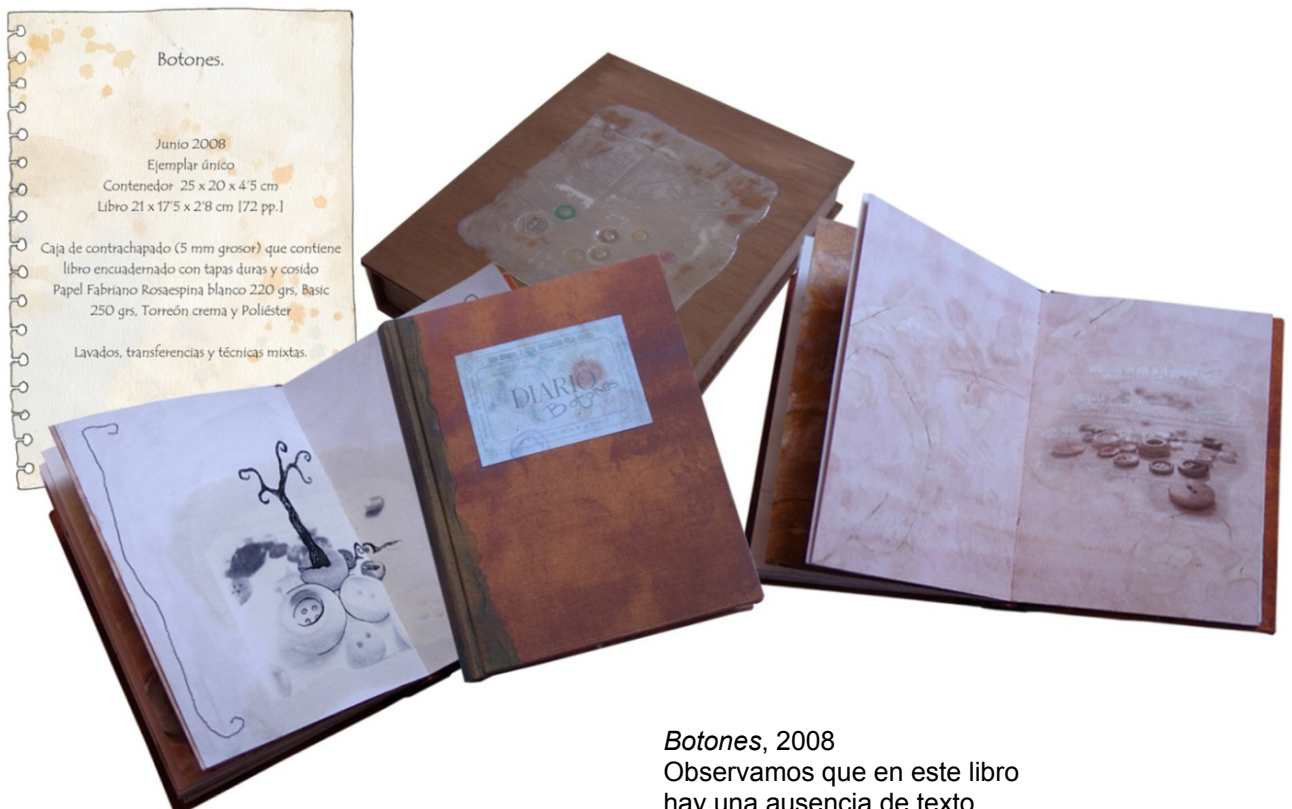 Botones.
Junio 2008
Ejemplar único
Contenedor 25 x 20 x 4'5 cm
Libro 21 x 17'5 x 2'8 cm [72 pp.]
Caja de contrachapado (5 mm grosor) que contiene
libro encuadernado con tapas duras y cosido
Papel Fabriano Rosaespina blanco 220 grs, Basic
250 grs, Torreón crema y Poliéster
Lavados, transferencias y técnicas mixtas.
DIARIO
Botones
Botones, 2008
Observamos que en este libro
hay una ausencia de texto